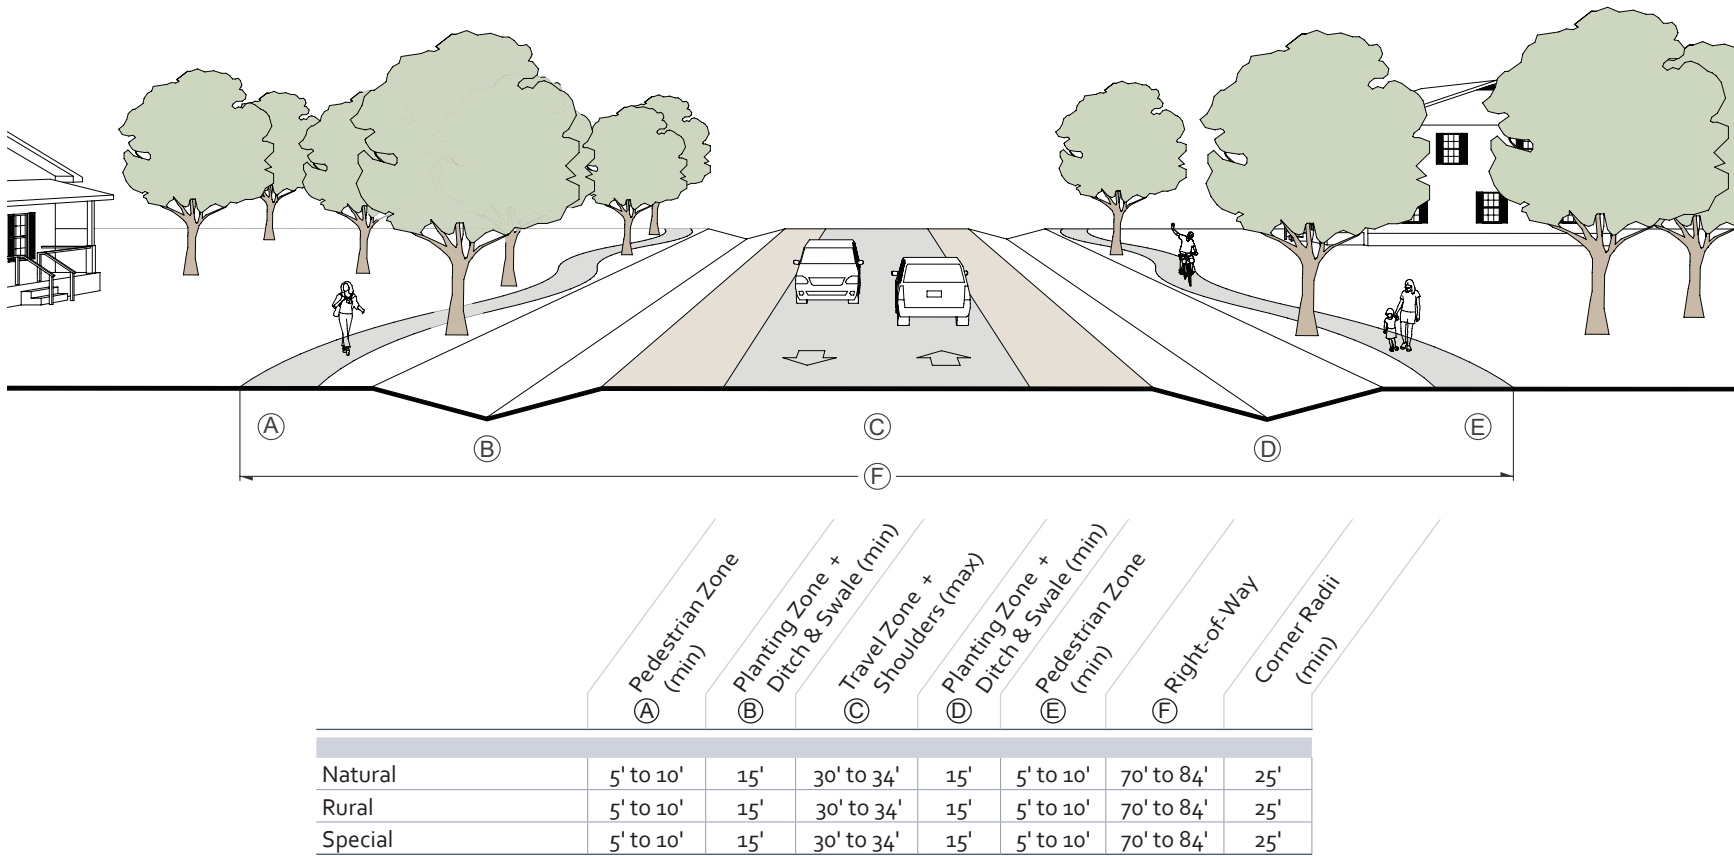 A
B
C
D
E
F
Pedestrian Zone
(min)
A
Planting Zone +
Ditch & Swale (min)
B
Travel Zone +
Shoulders (max)
C
Planting Zone +
Ditch & Swale (min)
D
Pedestrian Zone
(min)
E
Right-of-Way
F
Corner Radii
(min)
Natural 5' to 10' 15' 30' to 34' 15' 5' to 10' 70' to 84' 25'
Rural 5' to 10' 15' 30' to 34' 15' 5' to 10' 70' to 84' 25'
Special 5' to 10' 15' 30' to 34' 15' 5' to 10' 70' to 84' 25'